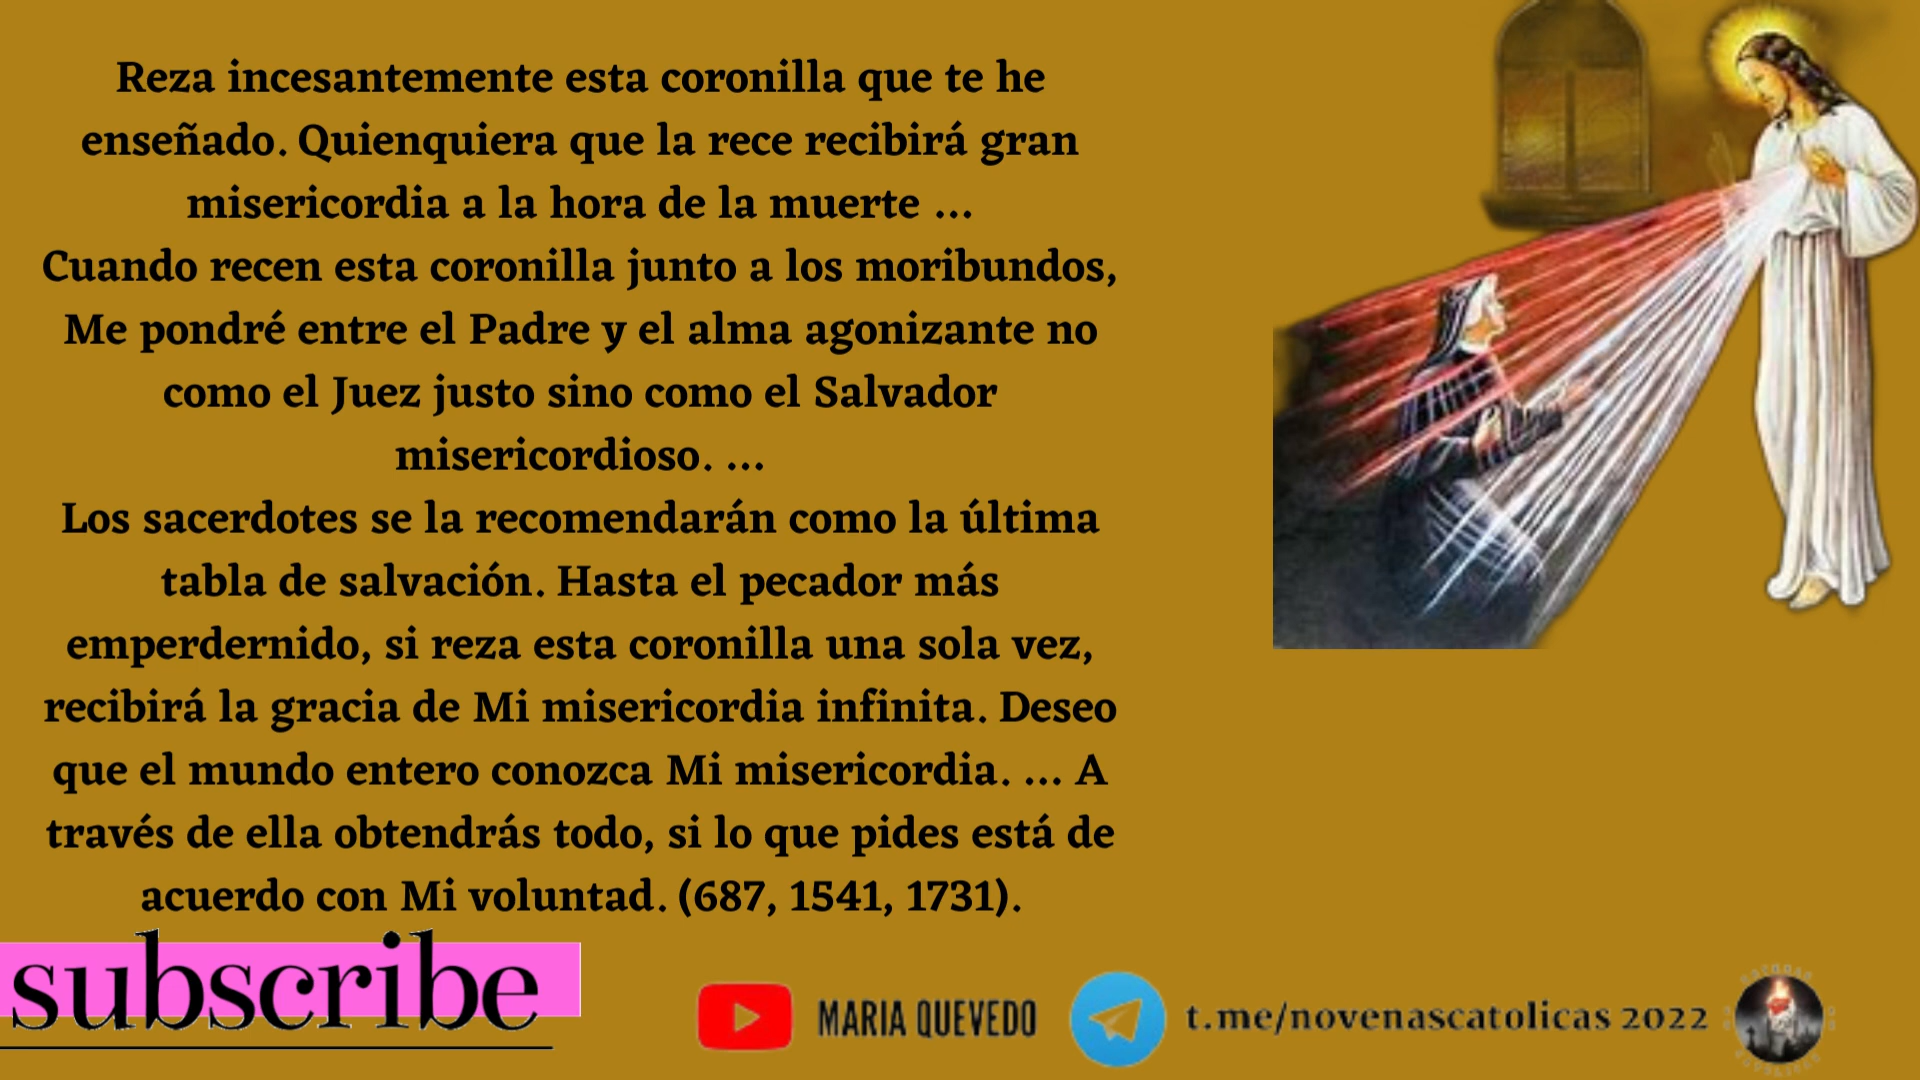 Reza incesantemente esta coronilla que te he
enseñado. Quienquiera que la rece recibirá gran
misericordia a la hora de la muerte ...
Cuando recen esta coronilla junto a los moribundos,
Me pondré entre el Padre y el alma agonizante no
como el Juez justo sino como el Salvador
misericordioso. ...
Los sacerdotes se la recomendarán como la última
tabla de salvación. Hasta el pecador más
emperdernido, si reza esta coronilla una sola vez,
recibirá la gracia de Mi misericordia infinita. Deseo
que el mundo entero conozca Mi misericordia. ... A
través de ella obtendrás todo, si lo que pides está de
acuerdo con Mi voluntad. (687, 1541, 1731).
subscribe
MARIA QUEVEDO
t.me/novenascatolicas 2022